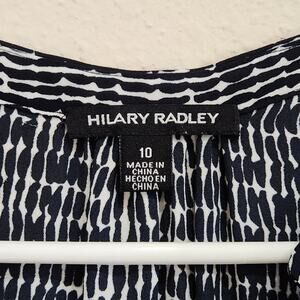 HILARY RADLEY
10
MADE IN
CHINA
HECHO EN
CHINA